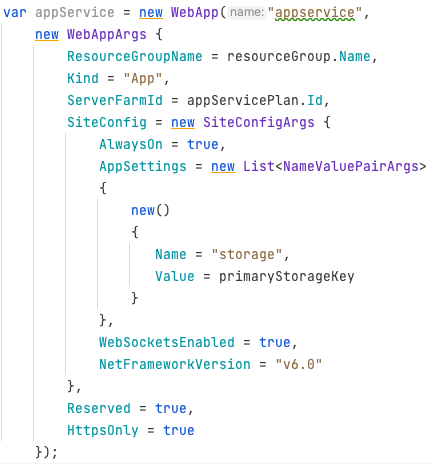 var appService = new WebApp( name: "appservice",
    new WebAppArgs {
        ResourceGroupName = resourceGroup.Name,
        Kind = "App",
        ServerFarmId = appServicePlan.Id,
        SiteConfig = new SiteConfigArgs {
            AlwaysOn = true,
            AppSettings = new List<NameValuePairArgs>
            {
                new()
                {
                    Name = "storage",
                    Value = primaryStorageKey
                }
            },
            WebSocketsEnabled = true,
            NetFrameworkVersion = "v6.0"
        },
        Reserved = true,
        HttpsOnly = true
    });